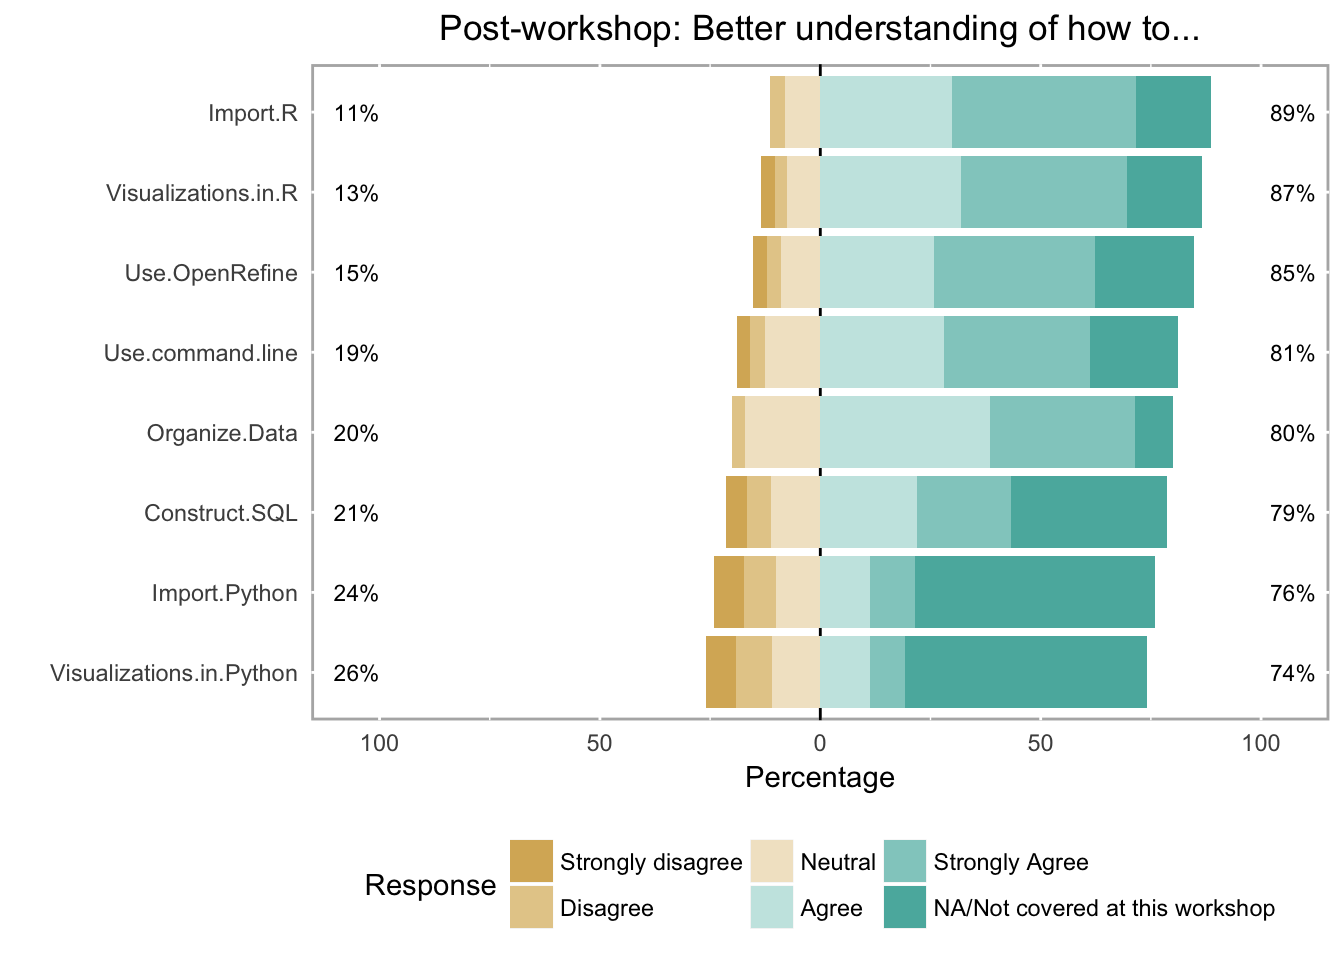 Post-workshop: Better understanding of how to...
Import.R 11% 89%
Visualizations.in.R 13% 87%
Use.OpenRefine 15% 85%
Use.command.line 19% 81%
Organize.Data 20% 80%
Construct.SQL 21% 79%
Import.Python 24% 76%
Visualizations.in.Python 26% 74%
100 50 0 50 100
Percentage
Response
Strongly disagree Neutral Strongly Agree
Disagree Agree NA/Not covered at this workshop